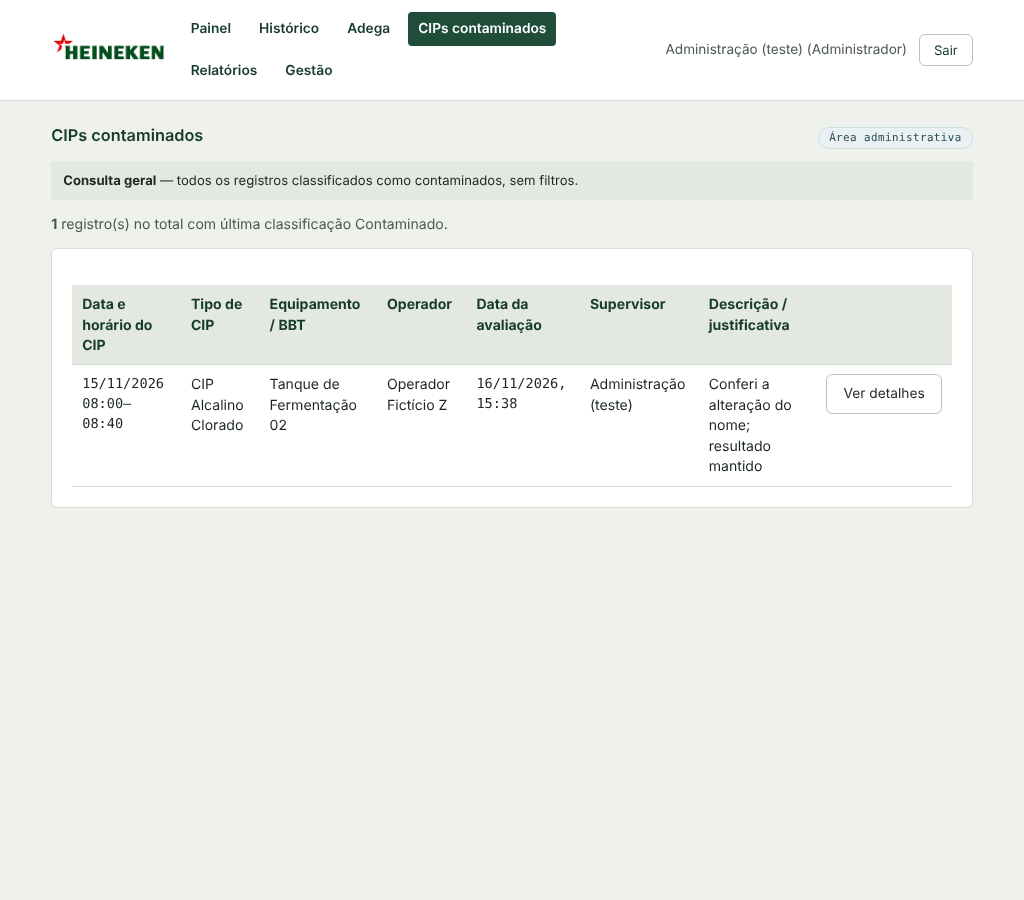 HEINEKEN
Painel Histórico Adega CIPs contaminados
Relatórios Gestão
Administração (teste) (Administrador) Sair
CIPs contaminados
Área administrativa
Consulta geral — todos os registros classificados como contaminados, sem filtros.
1 registro(s) no total com última classificação Contaminado.
Data e
horário do
CIP
Tipo de
CIP
Equipamento
/ BBT
Operador
Data da
avaliação
Supervisor
Descrição /
justificativa
15/11/2026
08:00–
08:40
CIP
Alcalino
Clorado
Tanque de
Fermentação
02
Operador
Fictício Z
16/11/2026,
15:38
Administração
(teste)
Conferi a
alteração do
nome;
resultado
mantido
Ver detalhes